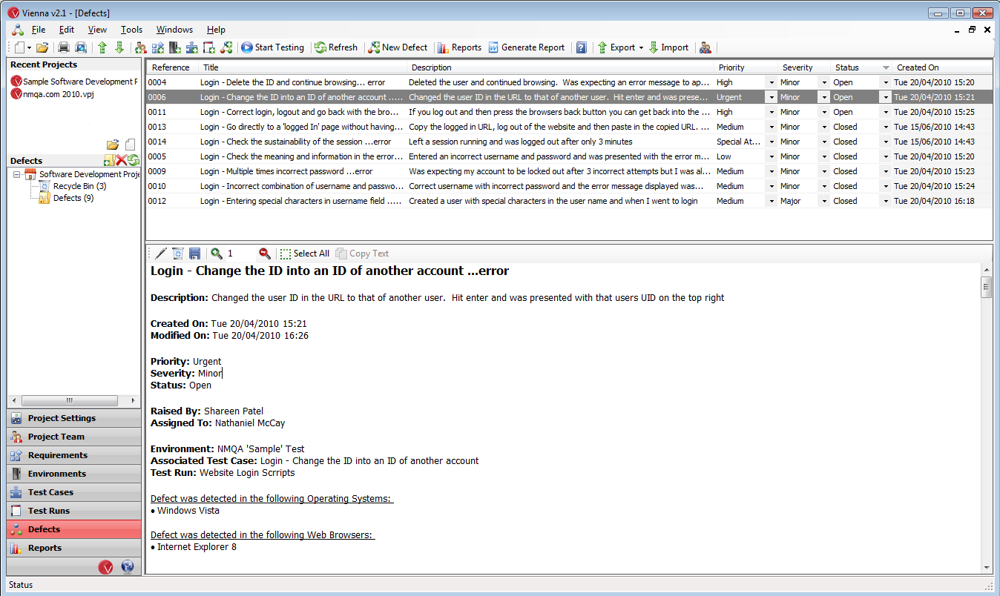 Vienna v2.1 - [Defects]
File Edit View Tools Windows Help
Start Testing Refresh New Defect Reports Generate Report Export Import
Recent Projects
Sample Software Development P
nmqa.com 2010.vpj
Defects
Software Development Proje
Recycle Bin (3)
Defects (9)
Project Settings
Project Team
Requirements
Environments
Test Cases
Test Runs
Defects
Reports
Reference Title Description Priority Severity Status Created On
0004 Login - Delete the ID and continue browsing... error Deleted the user and continued browsing.  Was expecting an error message to ap... High Minor Open Tue 20/04/2010 15:20
0006 Login - Change the ID into an ID of another account ..... Changed the user ID in the URL to that of another user.  Hit enter and was prese... Urgent Minor Open Tue 20/04/2010 15:21
0011 Login - Correct login, logout and go back with the bro... If you log out and then press the browsers back button you can get back into the ... High Minor Open Tue 20/04/2010 15:25
0013 Login - Go directly to a 'logged In' page without having... Copy the logged in URL, log out of the website and then paste in the copied URL. ... Medium Minor Closed Tue 15/06/2010 14:43
0014 Login - Check the sustainability of the session ...error Left a session running and was logged out after only 3 minutes Special At... Minor Closed Tue 15/06/2010 14:43
0005 Login - Check the meaning and information in the error... Entered an incorrect username and password and was presented with the error m... Low Minor Closed Tue 20/04/2010 15:20
0009 Login - Multiple times incorrect password ...error Was expecting my account to be locked out after 3 incorrect attempts but I was al... Medium Minor Closed Tue 20/04/2010 15:23
0010 Login - Incorrect combination of username and passwo... Correct username with incorrect password and the error message displayed was... Medium Minor Closed Tue 20/04/2010 15:24
0012 Login - Entering special characters in username field ..... Created a user with special characters in the user name and when I went to login Medium Major Closed Tue 20/04/2010 16:18
1 Select All Copy Text
Login - Change the ID into an ID of another account ...error
Description: Changed the user ID in the URL to that of another user.  Hit enter and was presented with that users UID on the top right
Created On: Tue 20/04/2010 15:21
Modified On: Tue 20/04/2010 16:26
Priority: Urgent
Severity: Minor
Status: Open
Raised By: Shareen Patel
Assigned To: Nathaniel McCay
Environment: NMQA 'Sample' Test
Associated Test Case: Login - Change the ID into an ID of another account
Test Run: Website Login Scrripts
Defect was detected in the following Operating Systems:
• Windows Vista
Defect was detected in the following Web Browsers:
• Internet Explorer 8
Status